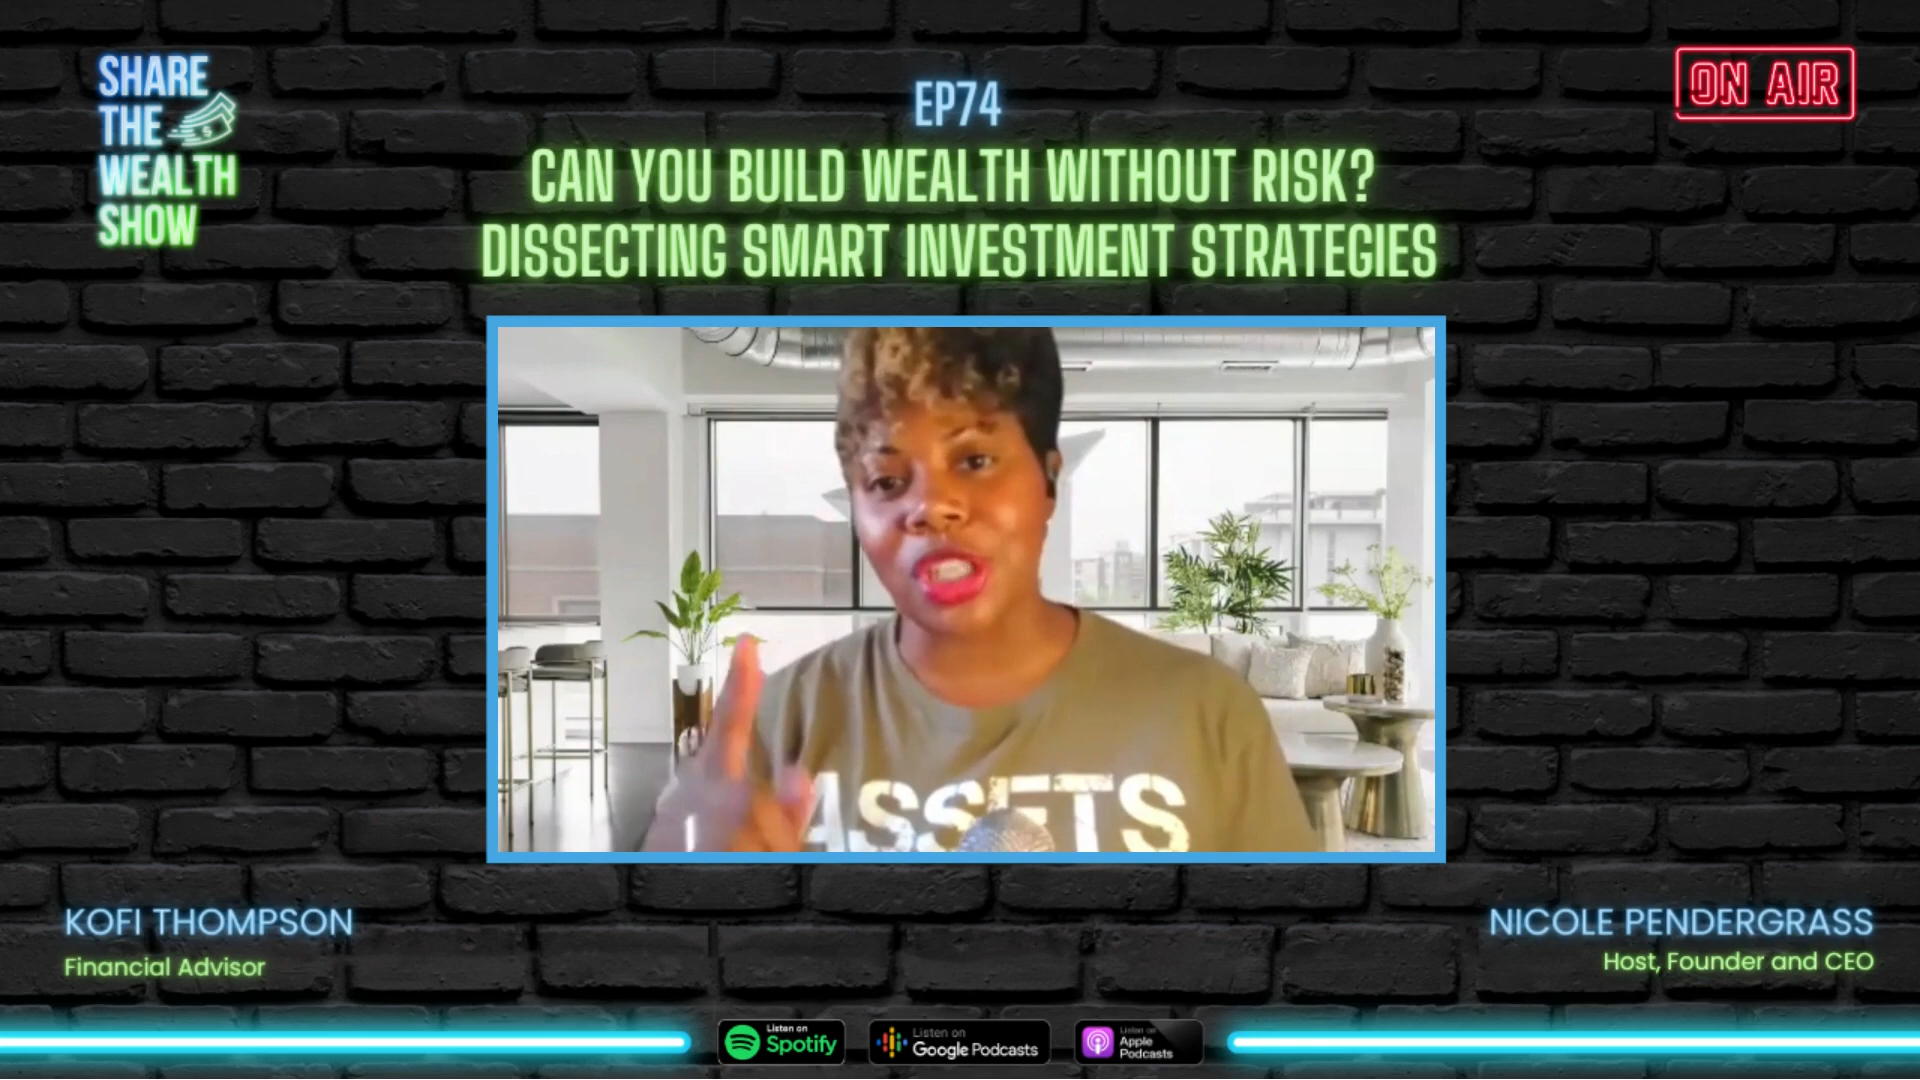 SHARE
THE
WEALTH
SHOW
ON AIR
EP74
CAN YOU BUILD WEALTH WITHOUT RISK?
DISSECTING SMART INVESTMENT STRATEGIES
ASSETS
KOFI THOMPSON
Financial Advisor
NICOLE PENDERGRASS
Host, Founder and CEO
Listen on
Spotify
Listen on
Google Podcasts
Listen on
Apple
Podcasts